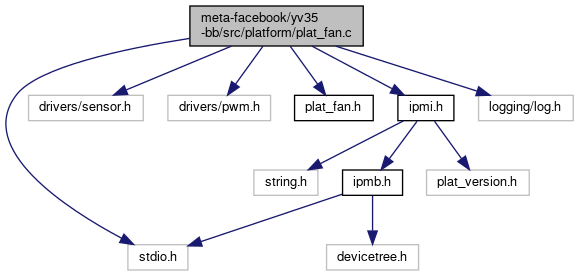 meta-facebook/yv35
-bb/src/platform/plat_fan.c
drivers/sensor.h
drivers/pwm.h
plat_fan.h
ipmi.h
logging/log.h
string.h
ipmb.h
plat_version.h
stdio.h
devicetree.h